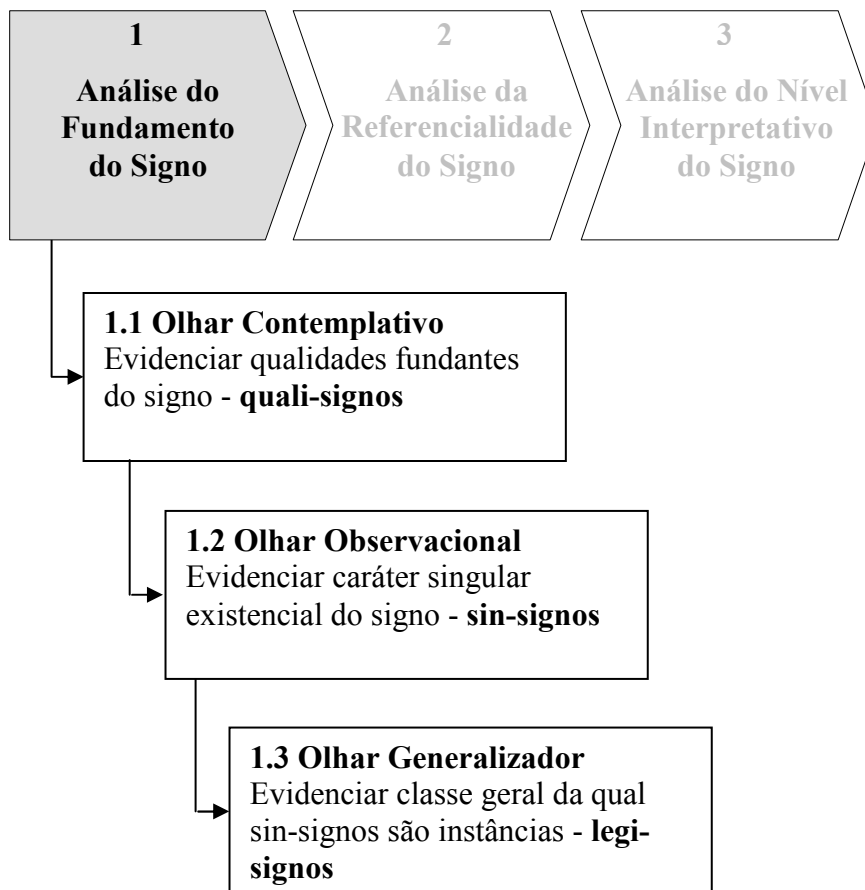 1
Análise do
Fundamento
do Signo
2
Análise da
Referencialidade
do Signo
3
Análise do Nível
Interpretativo
do Signo
1.1 Olhar Contemplativo
Evidenciar qualidades fundantes
do signo - quali-signos
1.2 Olhar Observacional
Evidenciar caráter singular
existencial do signo - sin-signos
1.3 Olhar Generalizador
Evidenciar classe geral da qual
sin-signos são instâncias - legi-
signos